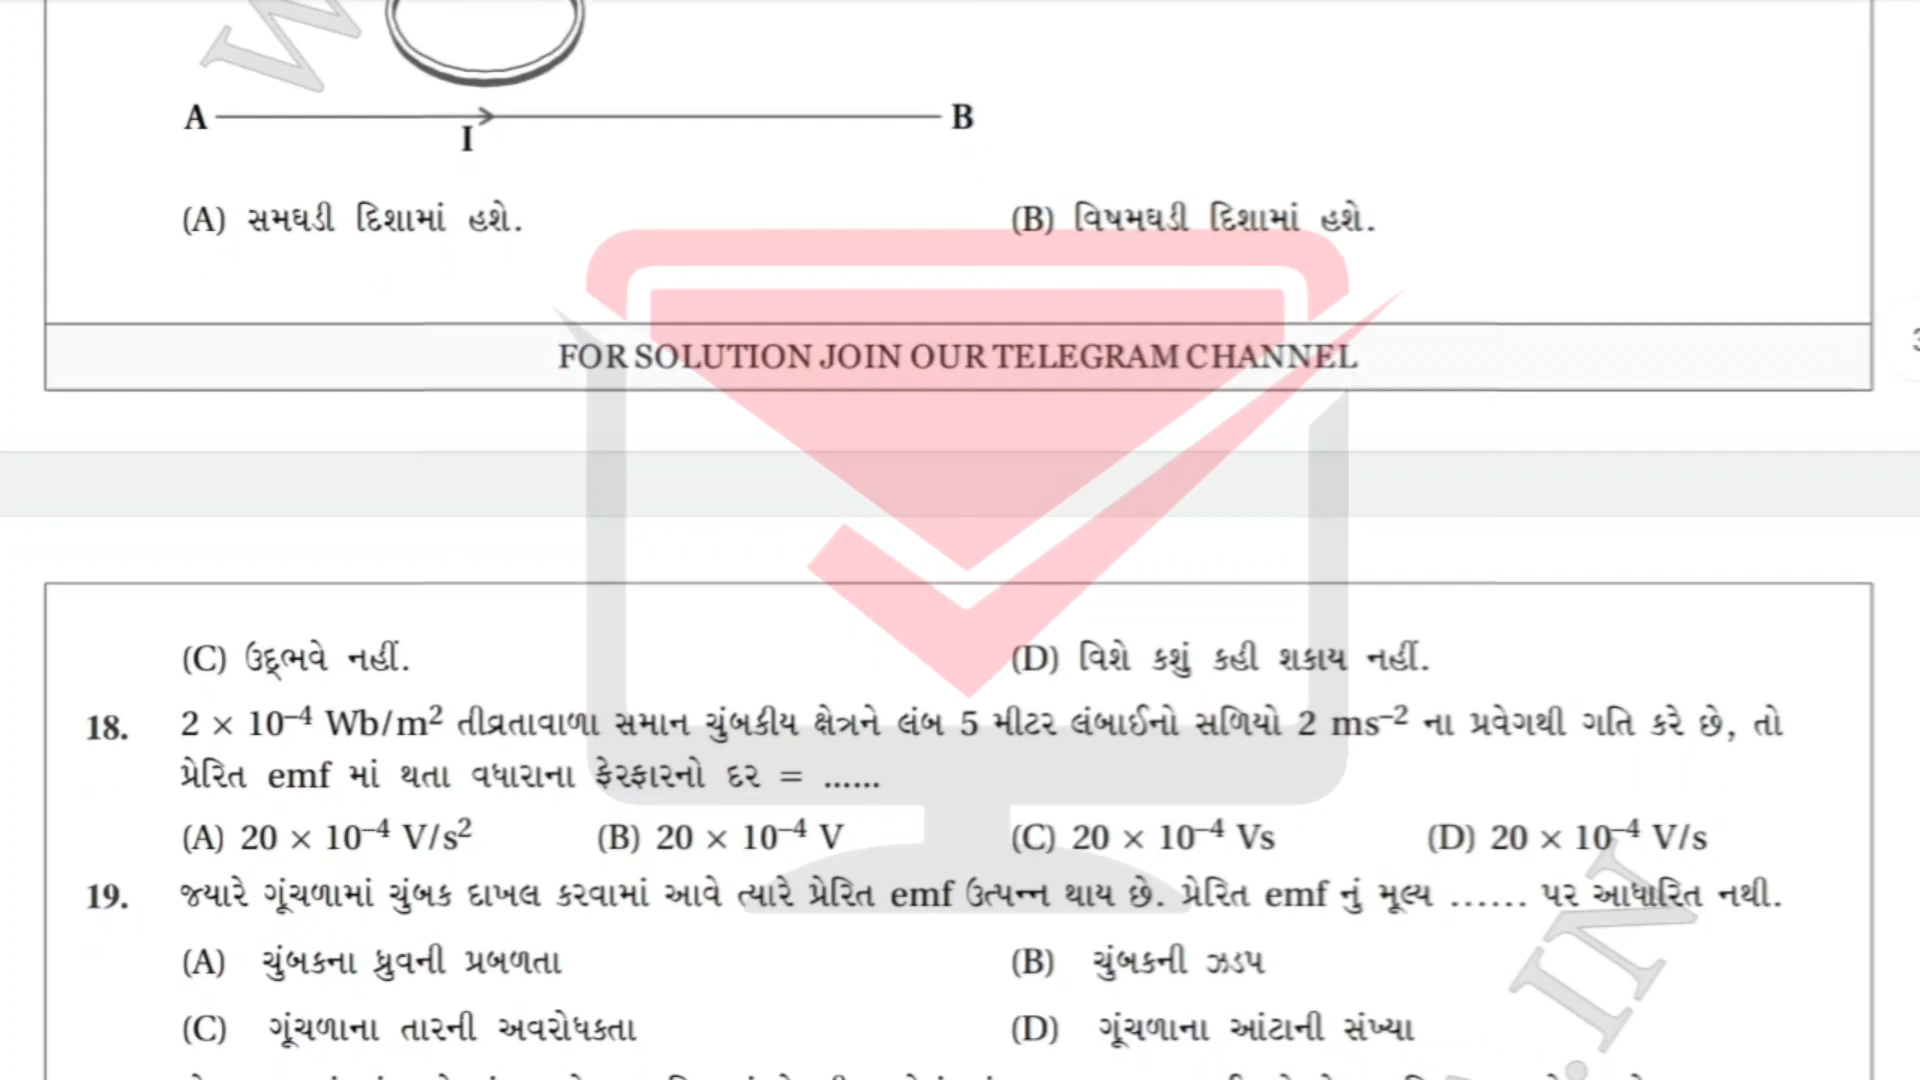 A
B
I
(A) સમઘડી દિશામાં હશે. (B) વિષમઘડી દિશામાં હશે.
FOR SOLUTION JOIN OUR TELEGRAM CHANNEL
(C) ઉદ્દ્ભવે નહીં. (D) વિશે કશું કહી શકાય નહીં.
18. 2 × 10⁻⁴ Wb/m² તીવ્રતાવાળા સમાન ચુંબકીય ક્ષેત્રને લંબ 5 મીટર લંબાઈનો સળિયો 2 ms⁻² ના પ્રવેગથી ગતિ કરે છે, તો
પ્રેરિત emf માં થતા વધારાના ફેરફારનો દર = ......
(A) 20 × 10⁻⁴ V/s² (B) 20 × 10⁻⁴ V (C) 20 × 10⁻⁴ Vs (D) 20 × 10⁻⁴ V/s
19. જ્યારે ગૂંચળામાં ચુંબક દાખલ કરવામાં આવે ત્યારે પ્રેરિત emf ઉત્પન્ન થાય છે. પ્રેરિત emf નું મૂલ્ય ...... પર આધારિત નથી.
(A) ચુંબકના ધ્રુવની પ્રબળતા (B) ચુંબકની ઝડપ
(C) ગૂંચળાના તારની અવરોધકતા (D) ગૂંચળાના આંટાની સંખ્યા
.IN